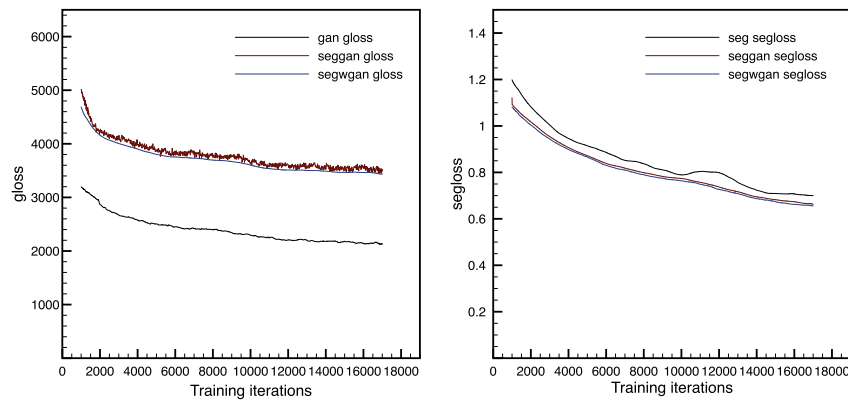 6000
5000
4000
3000
2000
1000
gloss
gan gloss
seggan gloss
segwgan gloss
0 2000 4000 6000 8000 10000 12000 14000 16000 18000
Training iterations
1.4
1.2
1
0.8
0.6
0.4
0.2
segloss
seg segloss
seggan segloss
segwgan segloss
0 2000 4000 6000 8000 10000 12000 14000 16000 18000
Training iterations